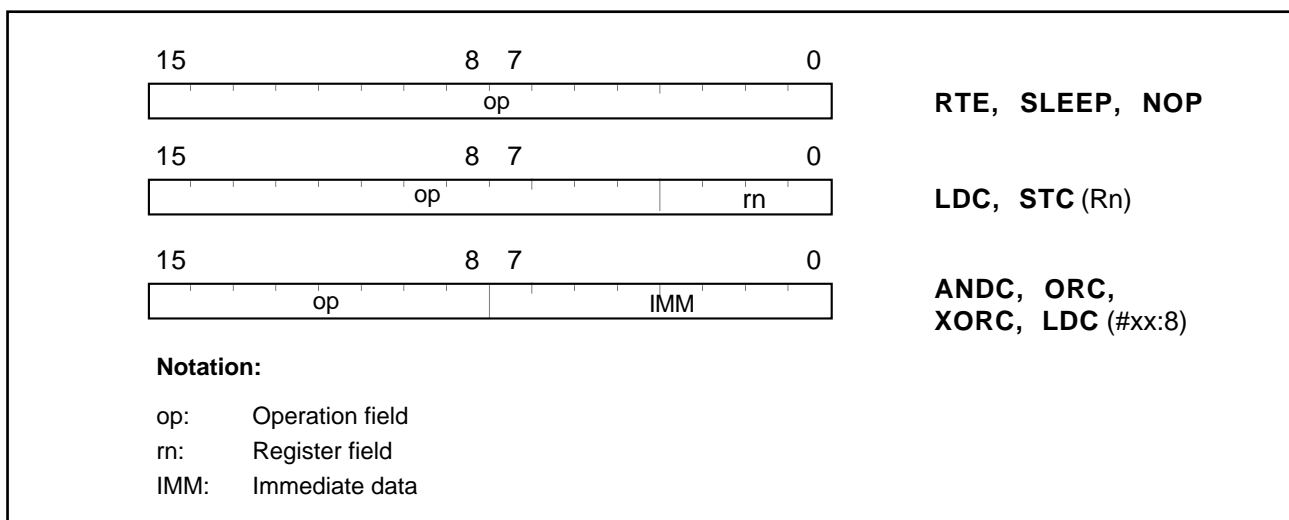 15 8 7 0
op RTE, SLEEP, NOP
15 8 7 0
op rn LDC, STC (Rn)
15 8 7 0
op IMM ANDC, ORC,
XORC, LDC (#xx:8)
Notation:
op: Operation field
rn: Register field
IMM: Immediate data